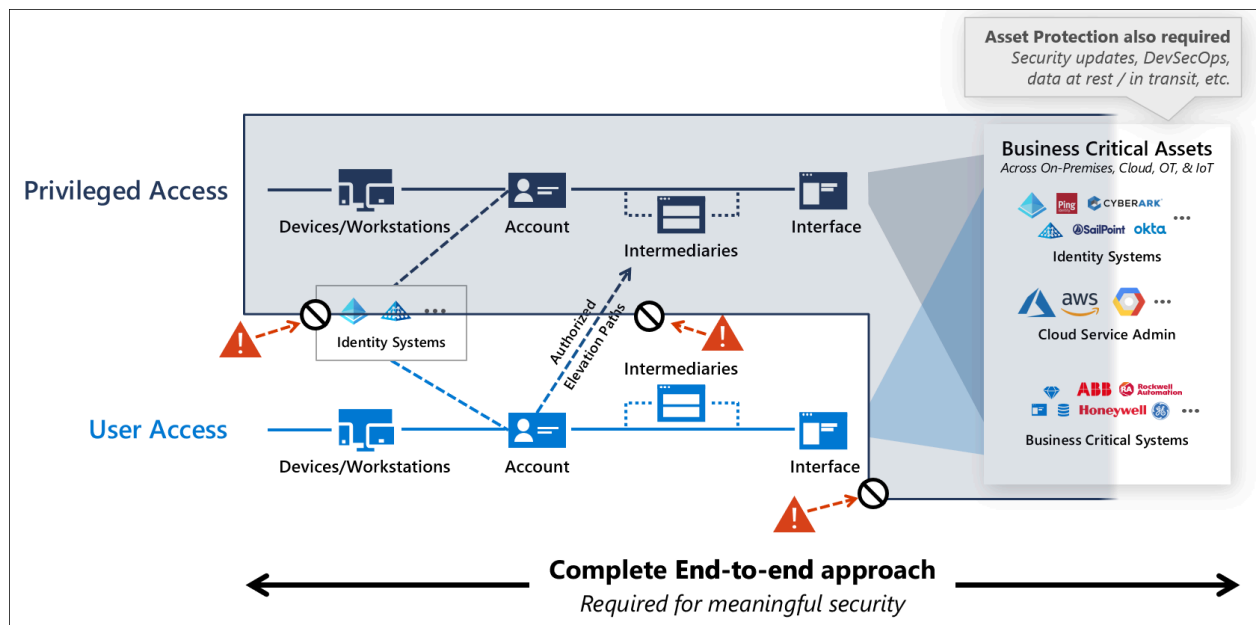 Asset Protection also required
Security updates, DevSecOps,
data at rest / in transit, etc.
Business Critical Assets
Across On-Premises, Cloud, OT, & IoT
Ping
CYBERARK
SailPoint
okta
Identity Systems
aws
Cloud Service Admin
ABB
RA
Rockwell
Automation
Honeywell
Business Critical Systems
Privileged Access
Devices/Workstations
Account
Intermediaries
Interface
Identity Systems
Authorized
Elevation Paths
User Access
Devices/Workstations
Account
Intermediaries
Interface
Complete End-to-end approach
Required for meaningful security